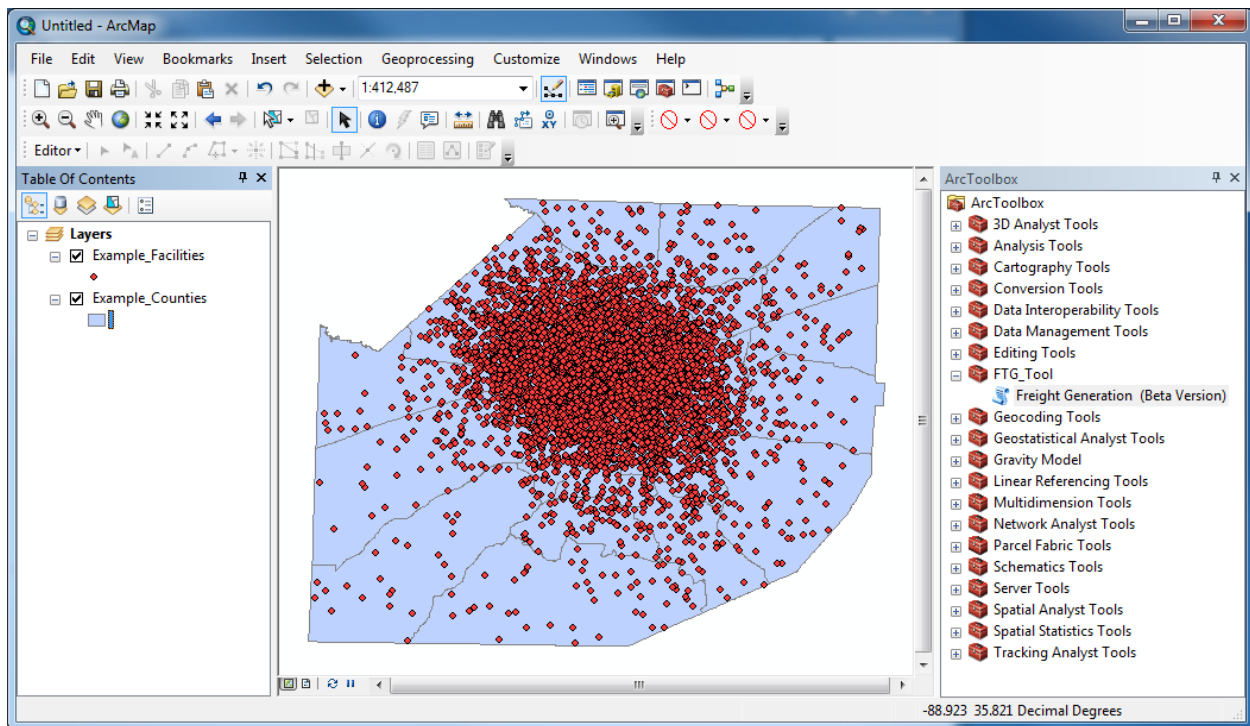 Untitled - ArcMap
File Edit View Bookmarks Insert Selection Geoprocessing Customize Windows Help
1:412,487
Editor
Table Of Contents
Layers
Example_Facilities
Example_Counties
ArcToolbox
ArcToolbox
3D Analyst Tools
Analysis Tools
Cartography Tools
Conversion Tools
Data Interoperability Tools
Data Management Tools
Editing Tools
FTG_Tool
Freight Generation (Beta Version)
Geocoding Tools
Geostatistical Analyst Tools
Gravity Model
Linear Referencing Tools
Multidimension Tools
Network Analyst Tools
Parcel Fabric Tools
Schematics Tools
Server Tools
Spatial Analyst Tools
Spatial Statistics Tools
Tracking Analyst Tools
-88.923 35.821 Decimal Degrees